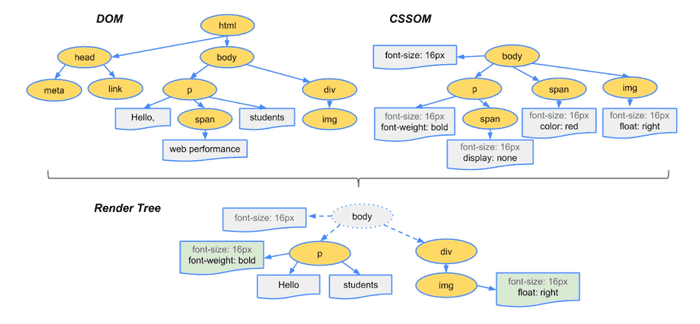 DOM
html
head
body
meta
link
p
div
Hello,
span
students
img
web performance
CSSOM
font-size: 16px
body
p
span
img
font-size: 16px
font-weight: bold
span
font-size: 16px
color: red
font-size: 16px
float: right
font-size: 16px
display: none
Render Tree
font-size: 16px
body
font-size: 16px
font-weight: bold
p
div
Hello
students
img
font-size: 16px
float: right